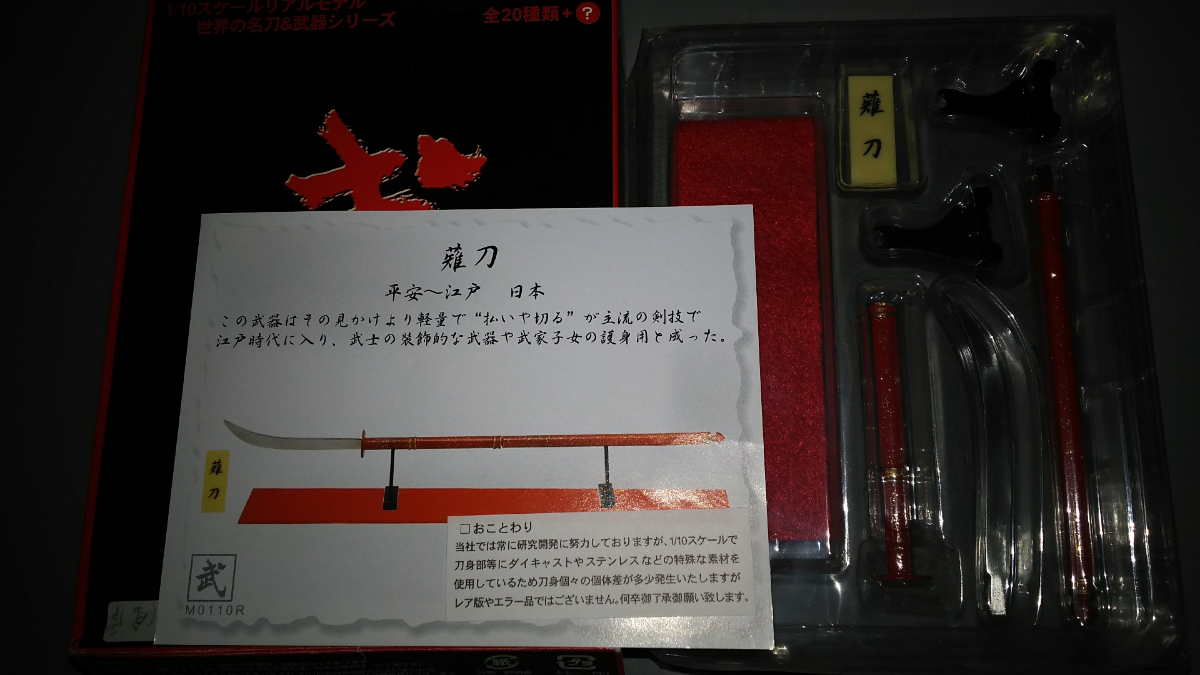 1/10スケールリアルモデル
世界の名刀&武器シリーズ
全20種類+?
武
薙刀
平安~江戸 日本
この武器はその見かけより軽量で“払いや切る”が主流の剣技で
江戸時代に入り、武士の装飾的な武器や武家子女の護身用と成った。
薙刀
□おことわり
当社では常に研究開発に努力しておりますが、1/10スケールで
刀身部等にダイキャストやステンレスなどの特殊な素材を
使用しているため刀身個々の個体差が多少発生いたしますが
レア版やエラー品ではございません。何卒御了承御願い致します。
武
M0110R
薙刀